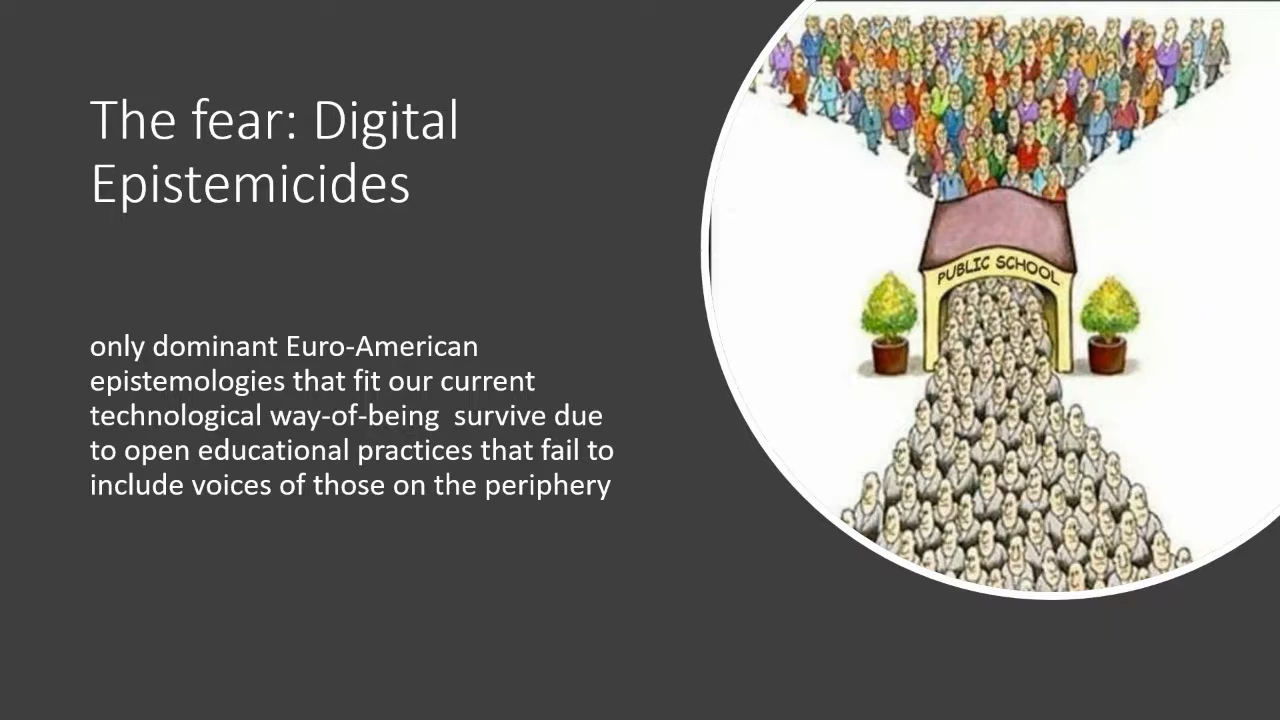 The fear: Digital
Epistemicides
only dominant Euro-American
epistemologies that fit our current
technological way-of-being  survive due
to open educational practices that fail to
include voices of those on the periphery
PUBLIC SCHOOL